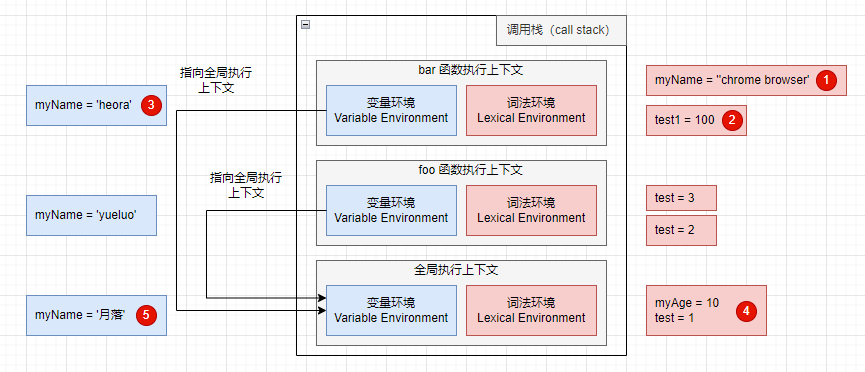 调用栈（call stack）
指向全局执行
上下文
bar 函数执行上下文
变量环境
Variable Environment
词法环境
Lexical Environment
myName = 'heora'
3
myName = "chrome browser'
1
test1 = 100
2
指向全局执行
上下文
foo 函数执行上下文
变量环境
Variable Environment
词法环境
Lexical Environment
myName = 'yueluo'
test = 3
test = 2
全局执行上下文
变量环境
Variable Environment
词法环境
Lexical Environment
myName = '月落'
5
myAge = 10
test = 1
4